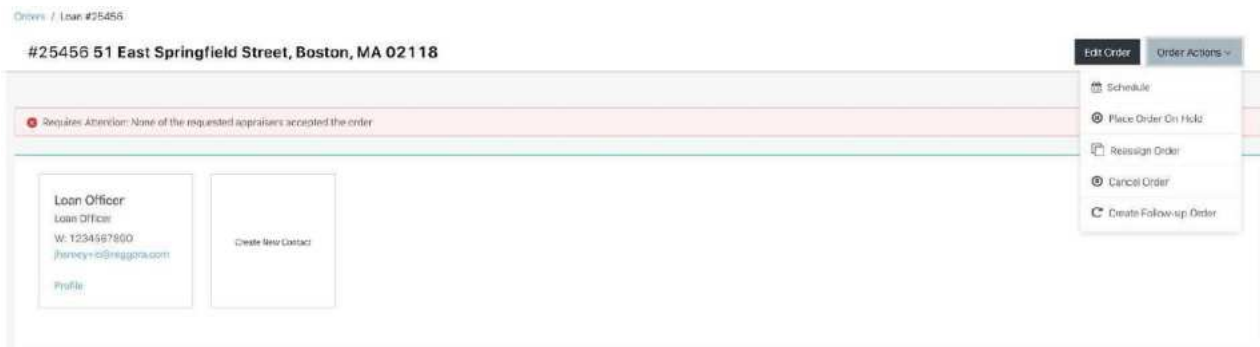 Orders / Loan #25456
#25456 51 East Springfield Street, Boston, MA 02118
Edit Order
Order Actions
Schedule
Requires Attention: None of the requested appraisers accepted the order
Place Order On Hold
Reassign Order
Cancel Order
Create Follow-up Order
Loan Officer
Loan Officer
W: 1234567890
Profile
Create New Contact